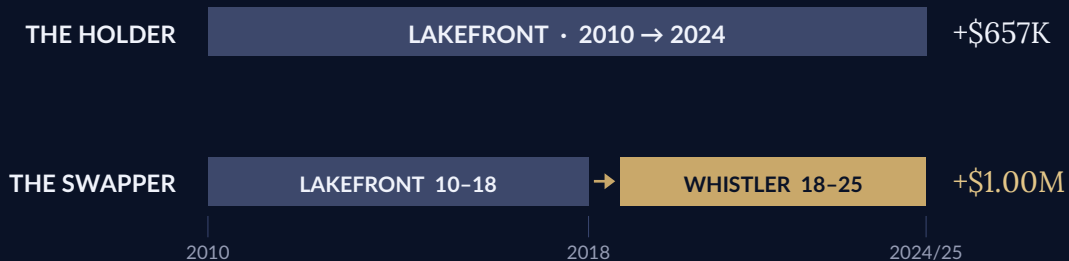 THE HOLDER LAKEFRONT · 2010 → 2024 +$657K
THE SWAPPER LAKEFRONT 10–18 → WHISTLER 18–25 +$1.00M
2010 2018 2024/25